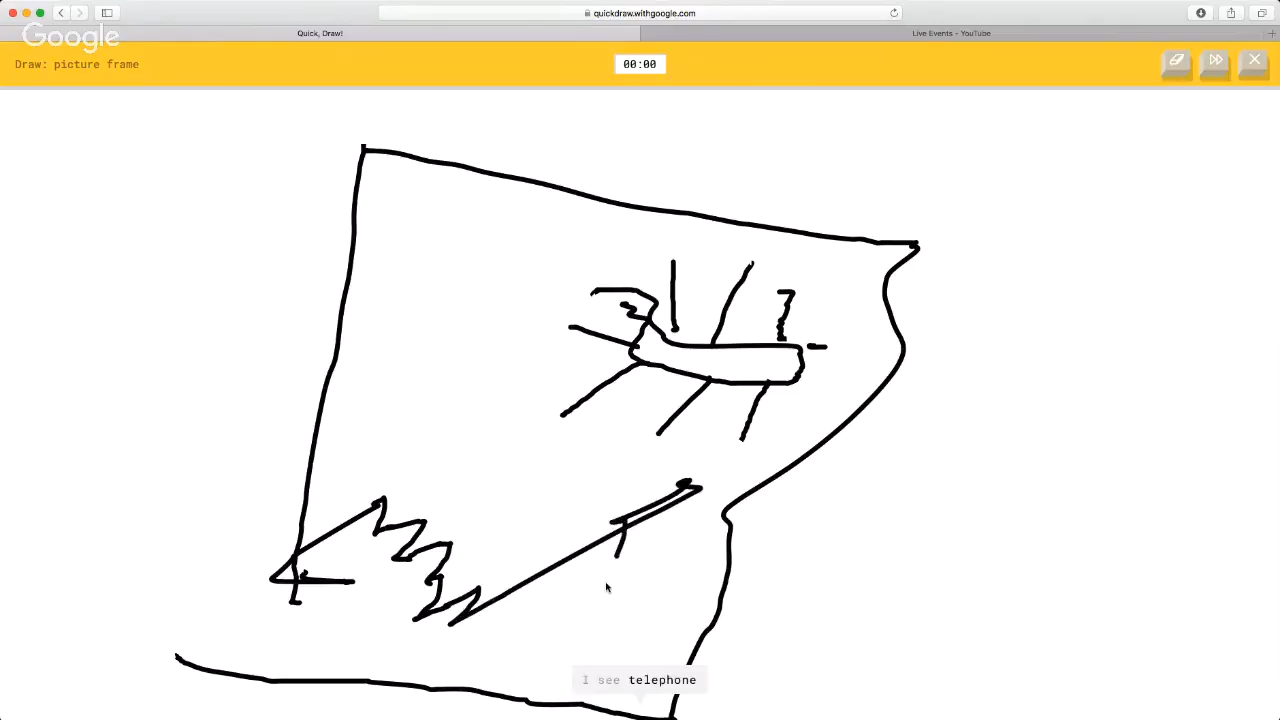 quickdraw.withgoogle.com
Google
Quick, Draw!
Live Events - YouTube
Draw: picture frame
00:00
I see telephone